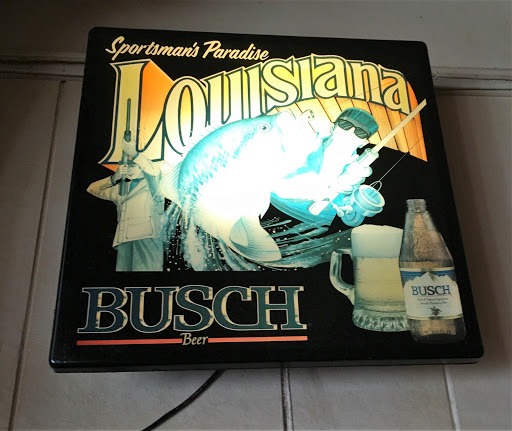 Sportsman's Paradise
Louisiana
BUSCH
Beer
BUSCH